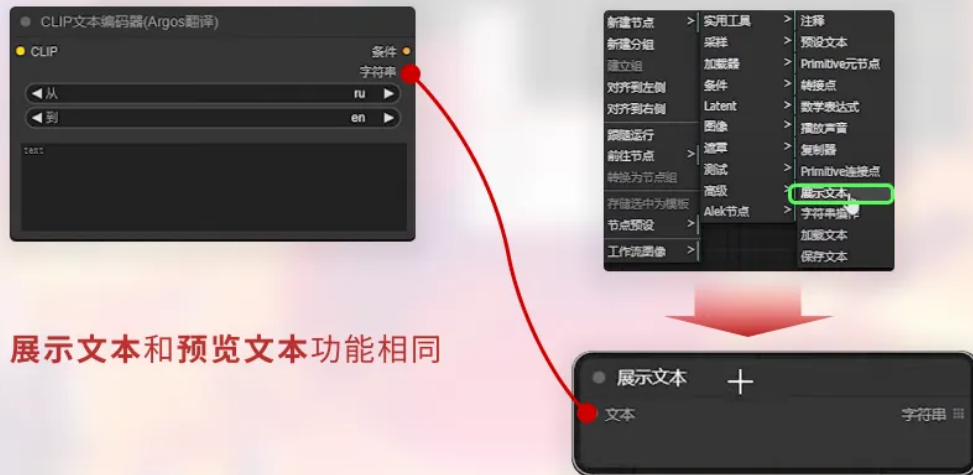 CLIP文本编码器(Argos翻译)
CLIP
条件
字符串
从
ru
到
en
text
新建节点
新建分组
建立组
对齐到左侧
对齐到右侧
跟随运行
前往节点
转换为节点组
存储选中为模板
节点预设
工作流图像
实用工具
采样
加载器
条件
Latent
图像
遮罩
测试
高级
Alek节点
注释
预设文本
Primitive元节点
转接点
数学表达式
播放声音
复制器
Primitive连接点
展示文本
字符串操作
加载文本
保存文本
展示文本和预览文本功能相同
展示文本
文本
字符串